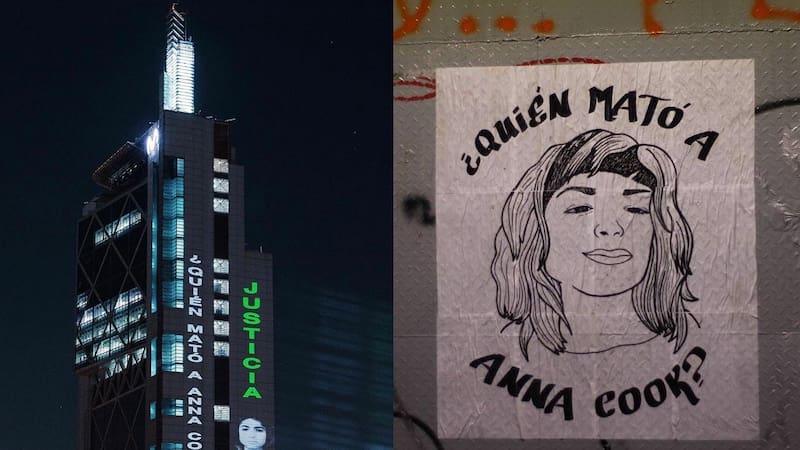 ¿QUIÉN MATÓ A ANNA CO
JUSTICIA
¿QUIÉN MATÓ A
ANNA COOK?